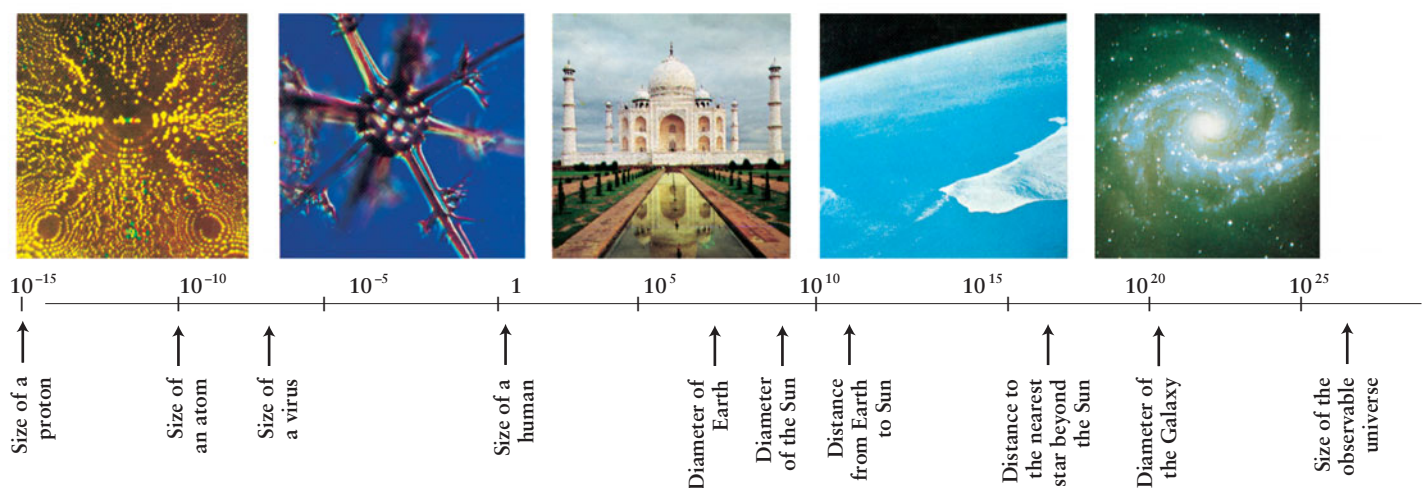 10⁻¹⁵ 10⁻¹⁰ 10⁻⁵ 1 10⁵ 10¹⁰ 10¹⁵ 10²⁰ 10²⁵
Size of a
proton
Size of
an atom
Size of
a virus
Size of a
human
Diameter of
Earth
Diameter
of the Sun
Distance
from Earth
to Sun
Distance to
the nearest
star beyond
the Sun
Diameter of
the Galaxy
Size of the
observable
universe